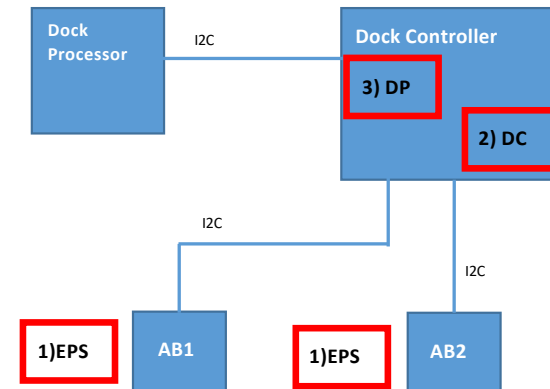 Dock
Processor
I2C
Dock Controller
3) DP
2) DC
I2C
I2C
1)EPS
AB1
1)EPS
AB2